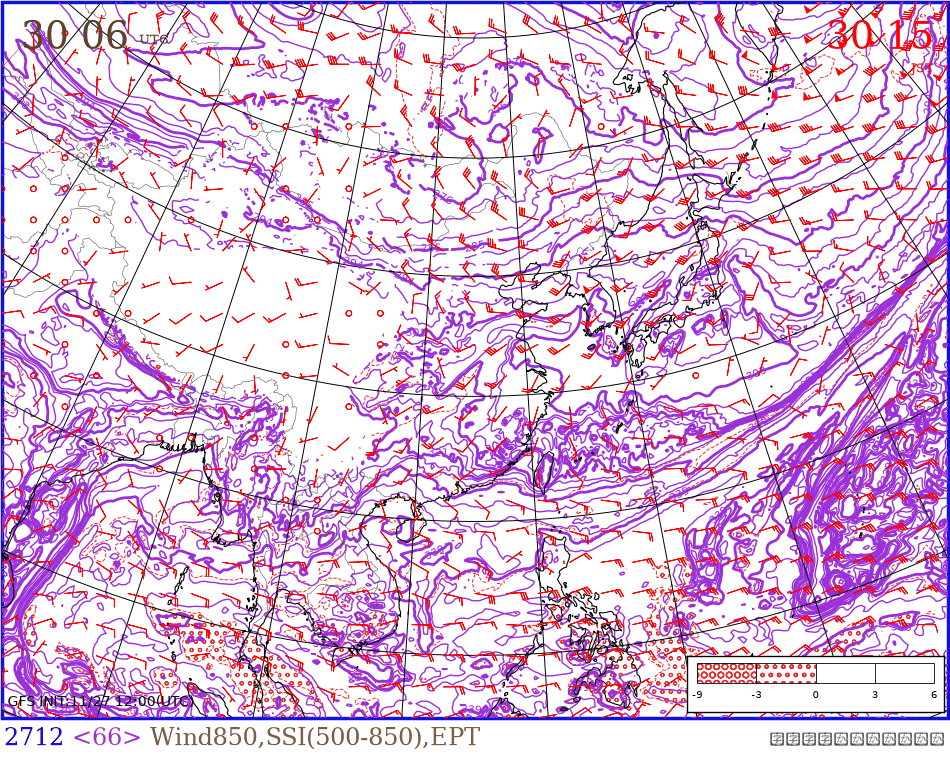 30 06 UTC 30 15
JST
GFS INIT:11/27 12:00(UTC)
-9 -3 0 3 6
2712 <66> Wind850,SSI(500-850),EPT